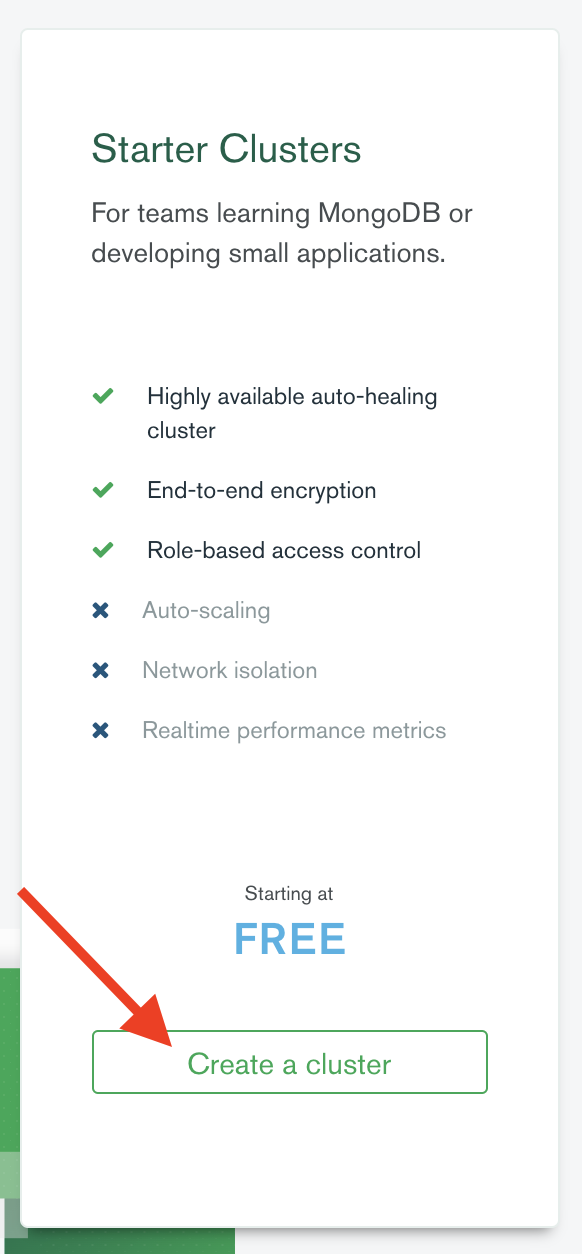 Starter Clusters
For teams learning MongoDB or
developing small applications.
Highly available auto-healing
cluster
End-to-end encryption
Role-based access control
Auto-scaling
Network isolation
Realtime performance metrics
Starting at
FREE
Create a cluster